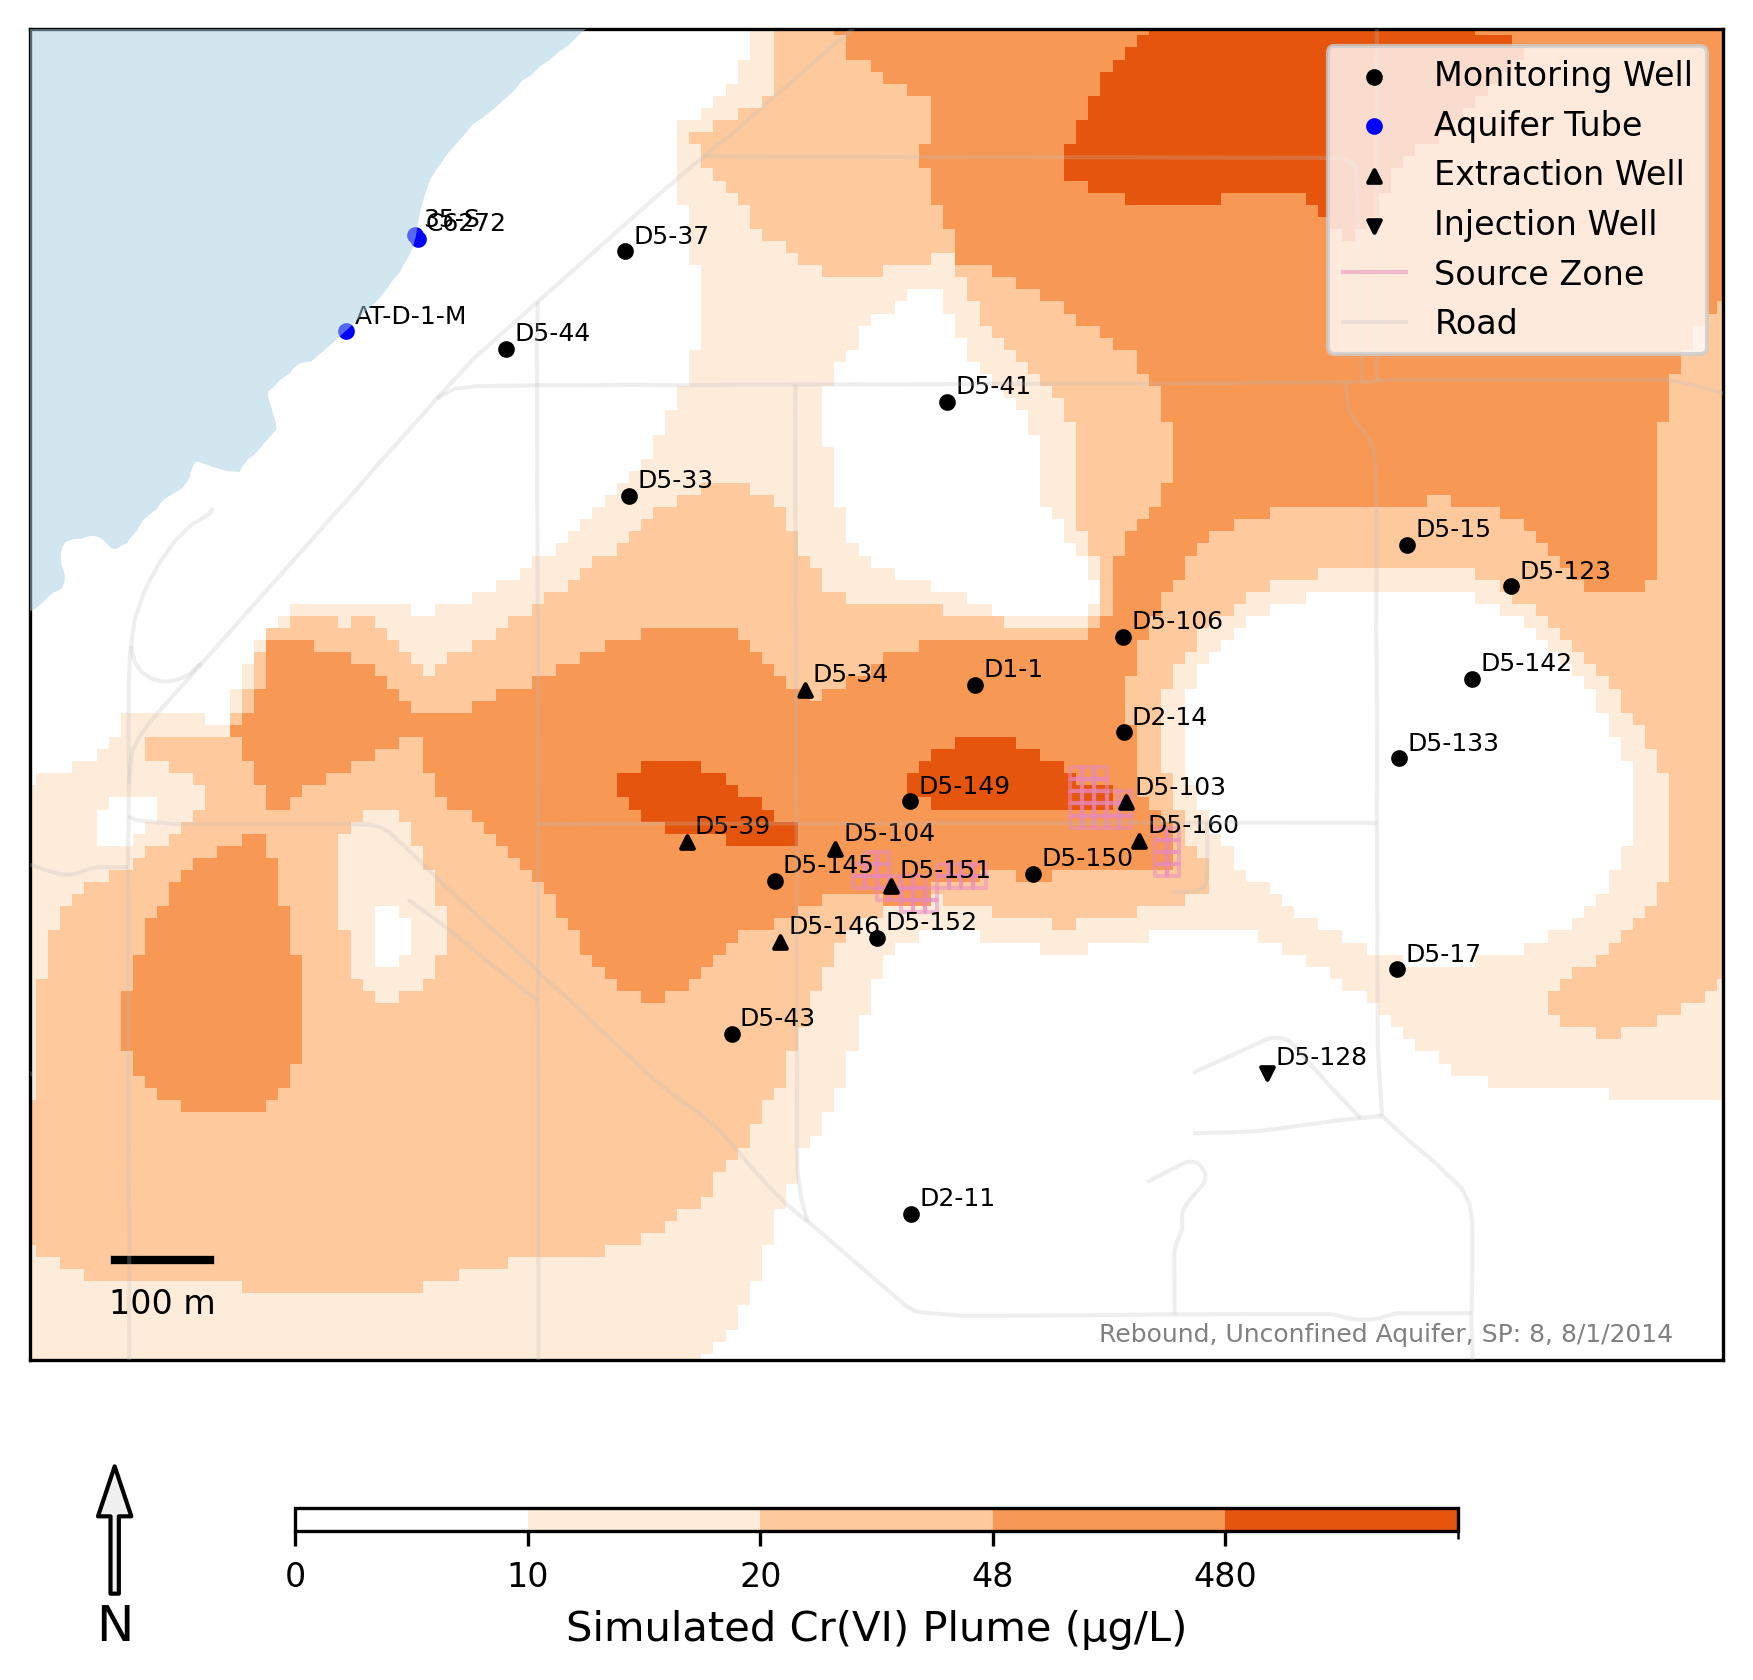 Monitoring Well
Aquifer Tube
Extraction Well
Injection Well
Source Zone
Road
35-S
C6272
D5-37
AT-D-1-M
D5-44
D5-41
D5-33
D5-15
D5-123
D5-106
D5-142
D5-34
D1-1
D2-14
D5-133
D5-149
D5-103
D5-39
D5-104
D5-160
D5-145
D5-151
D5-150
D5-146
D5-152
D5-17
D5-43
D5-128
D2-11
100 m
Rebound, Unconfined Aquifer, SP: 8, 8/1/2014
N
0 10 20 48 480
Simulated Cr(VI) Plume (µg/L)